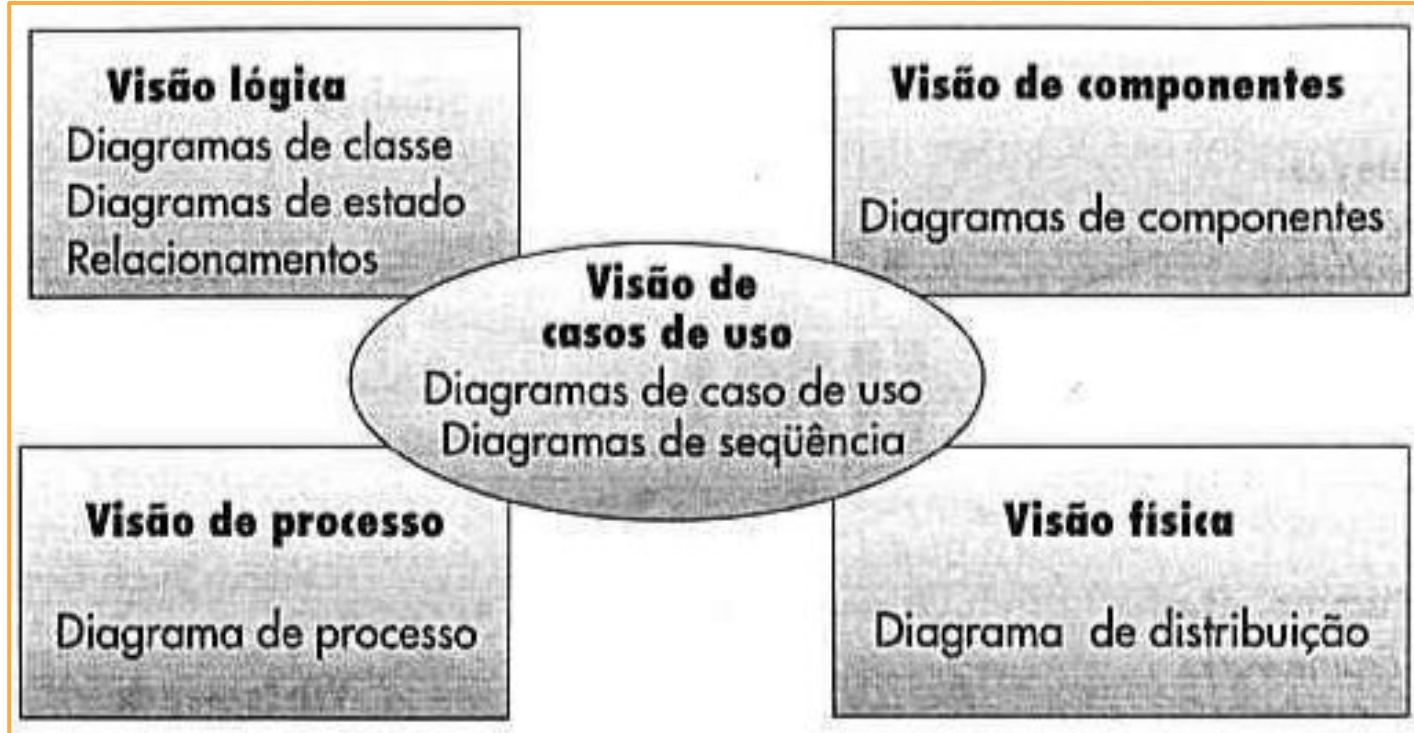 Visão lógica
Diagramas de classe
Diagramas de estado
Relacionamentos
Visão de componentes
Diagramas de componentes
Visão de
casos de uso
Diagramas de caso de uso
Diagramas de seqüência
Visão de processo
Diagrama de processo
Visão física
Diagrama de distribuição